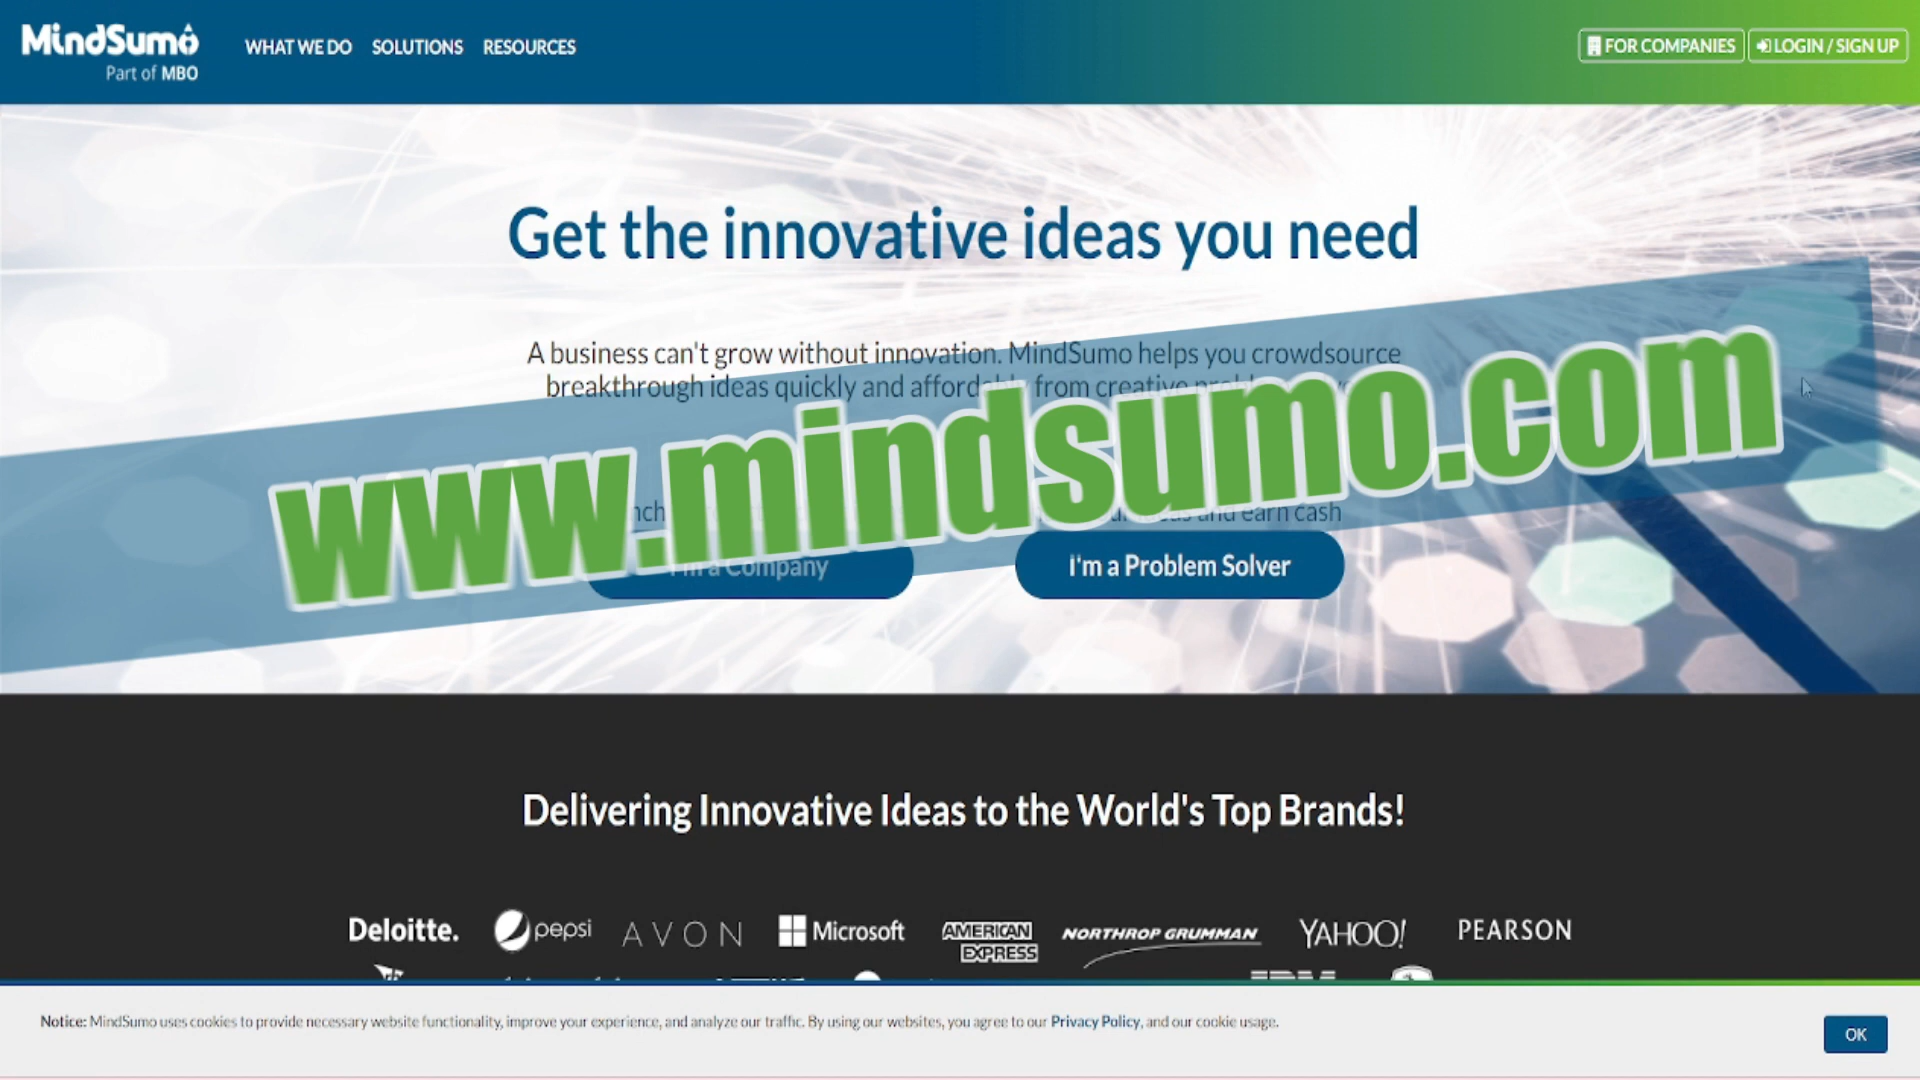 MindSumo
Part of MBO
WHAT WE DO
SOLUTIONS
RESOURCES
FOR COMPANIES
LOGIN / SIGN UP
Get the innovative ideas you need
A business can't grow without innovation. MindSumo helps you crowdsource
breakthrough ideas quickly and from creative
www.mindsumo.com
and earn cash
I'm a Company
I'm a Problem Solver
Delivering Innovative Ideas to the World's Top Brands!
Deloitte.
pepsi
AVON
Microsoft
AMERICAN
EXPRESS
NORTHROP GRUMMAN
YAHOO!
PEARSON
Notice: MindSumo uses cookies to provide necessary website functionality, improve your experience, and analyze our traffic. By using our websites, you agree to our Privacy Policy, and our cookie usage.
OK